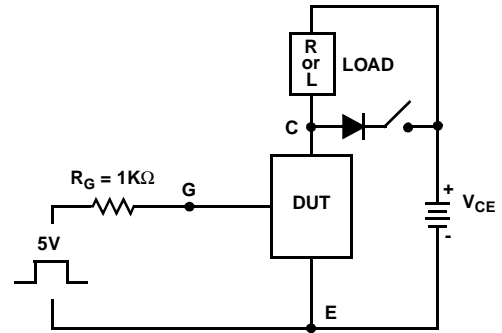 R
or
L
LOAD
C
R_G = 1KΩ
G
DUT
5V
+
V_CE
-
E